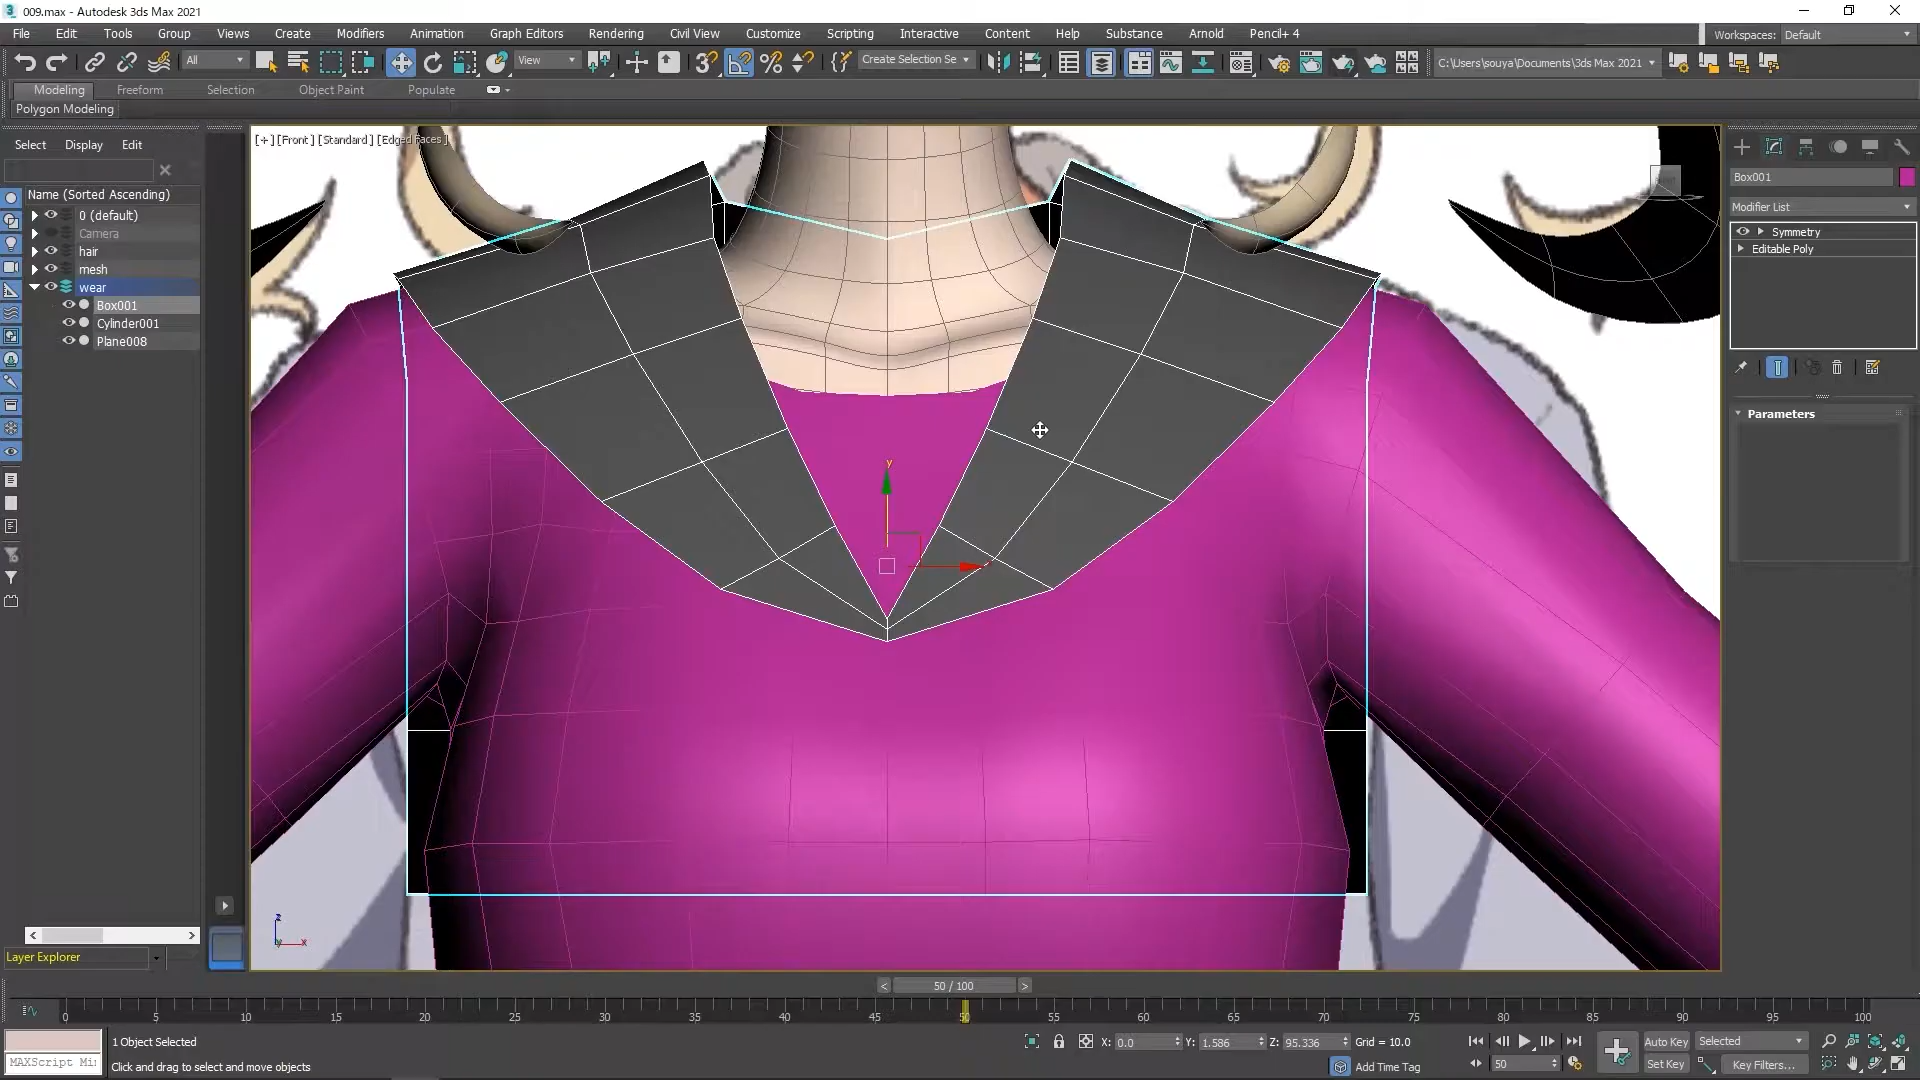 009.max - Autodesk 3ds Max 2021
File Edit Tools Group Views Create Modifiers Animation Graph Editors Rendering Civil View Customize Scripting Interactive Content Help Substance Arnold Pencil+ 4
Workspaces: Default
All View Create Selection Se C:\Users\souya\Documents\3ds Max 2021
Modeling Freeform Selection Object Paint Populate
Polygon Modeling
Select Display Edit
[+] [Front] [Standard] [Edged Faces]
Name (Sorted Ascending)
0 (default)
Camera
hair
mesh
wear
Box001
Cylinder001
Plane008
Box001
Modifier List
Symmetry
Editable Poly
Parameters
y
z
y x
Layer Explorer
< 50 / 100 >
0 5 10 15 20 25 30 35 40 45 50 55 60 65 70 75 80 85 90 95 100
1 Object Selected
X: 0.0 Y: 1.586 Z: 95.336 Grid = 10.0
Auto Key Selected
MAXScript Mi
Click and drag to select and move objects
Add Time Tag
50
Set Key Key Filters...